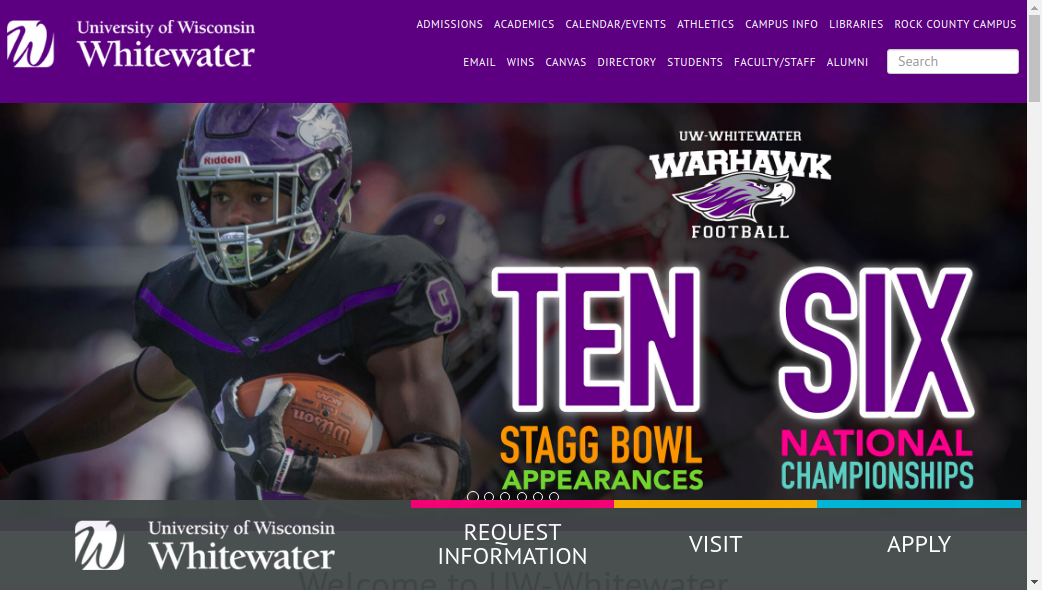 University of Wisconsin
Whitewater
ADMISSIONS ACADEMICS CALENDAR/EVENTS ATHLETICS CAMPUS INFO LIBRARIES ROCK COUNTY CAMPUS
EMAIL WINS CANVAS DIRECTORY STUDENTS FACULTY/STAFF ALUMNI Search
UW-WHITEWATER
WARHAWK
FOOTBALL
Riddell
9
TEN SIX
STAGG BOWL NATIONAL
APPEARANCES CHAMPIONSHIPS
Wilson
University of Wisconsin
Whitewater
REQUEST
INFORMATION
VISIT
APPLY
Welcome to UW-Whitewater